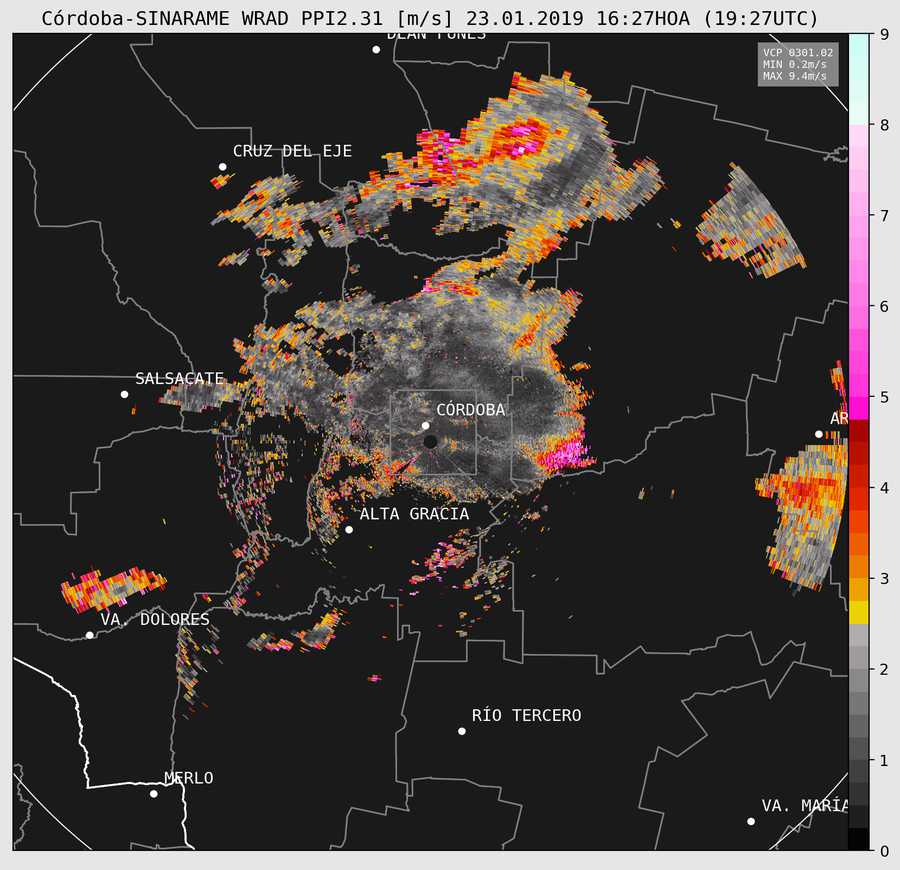 Córdoba-SINARAME WRAD PPI2.31 [m/s] 23.01.2019 16:27HOA (19:27UTC)
DEÁN FUNES
VCP 0301.02
MIN 0.2m/s
MAX 9.4m/s
CRUZ DEL EJE
SALSACATE
CÓRDOBA
AR
ALTA GRACIA
VA. DOLORES
RÍO TERCERO
MERLO
VA. MARÍA
9
8
7
6
5
4
3
2
1
0